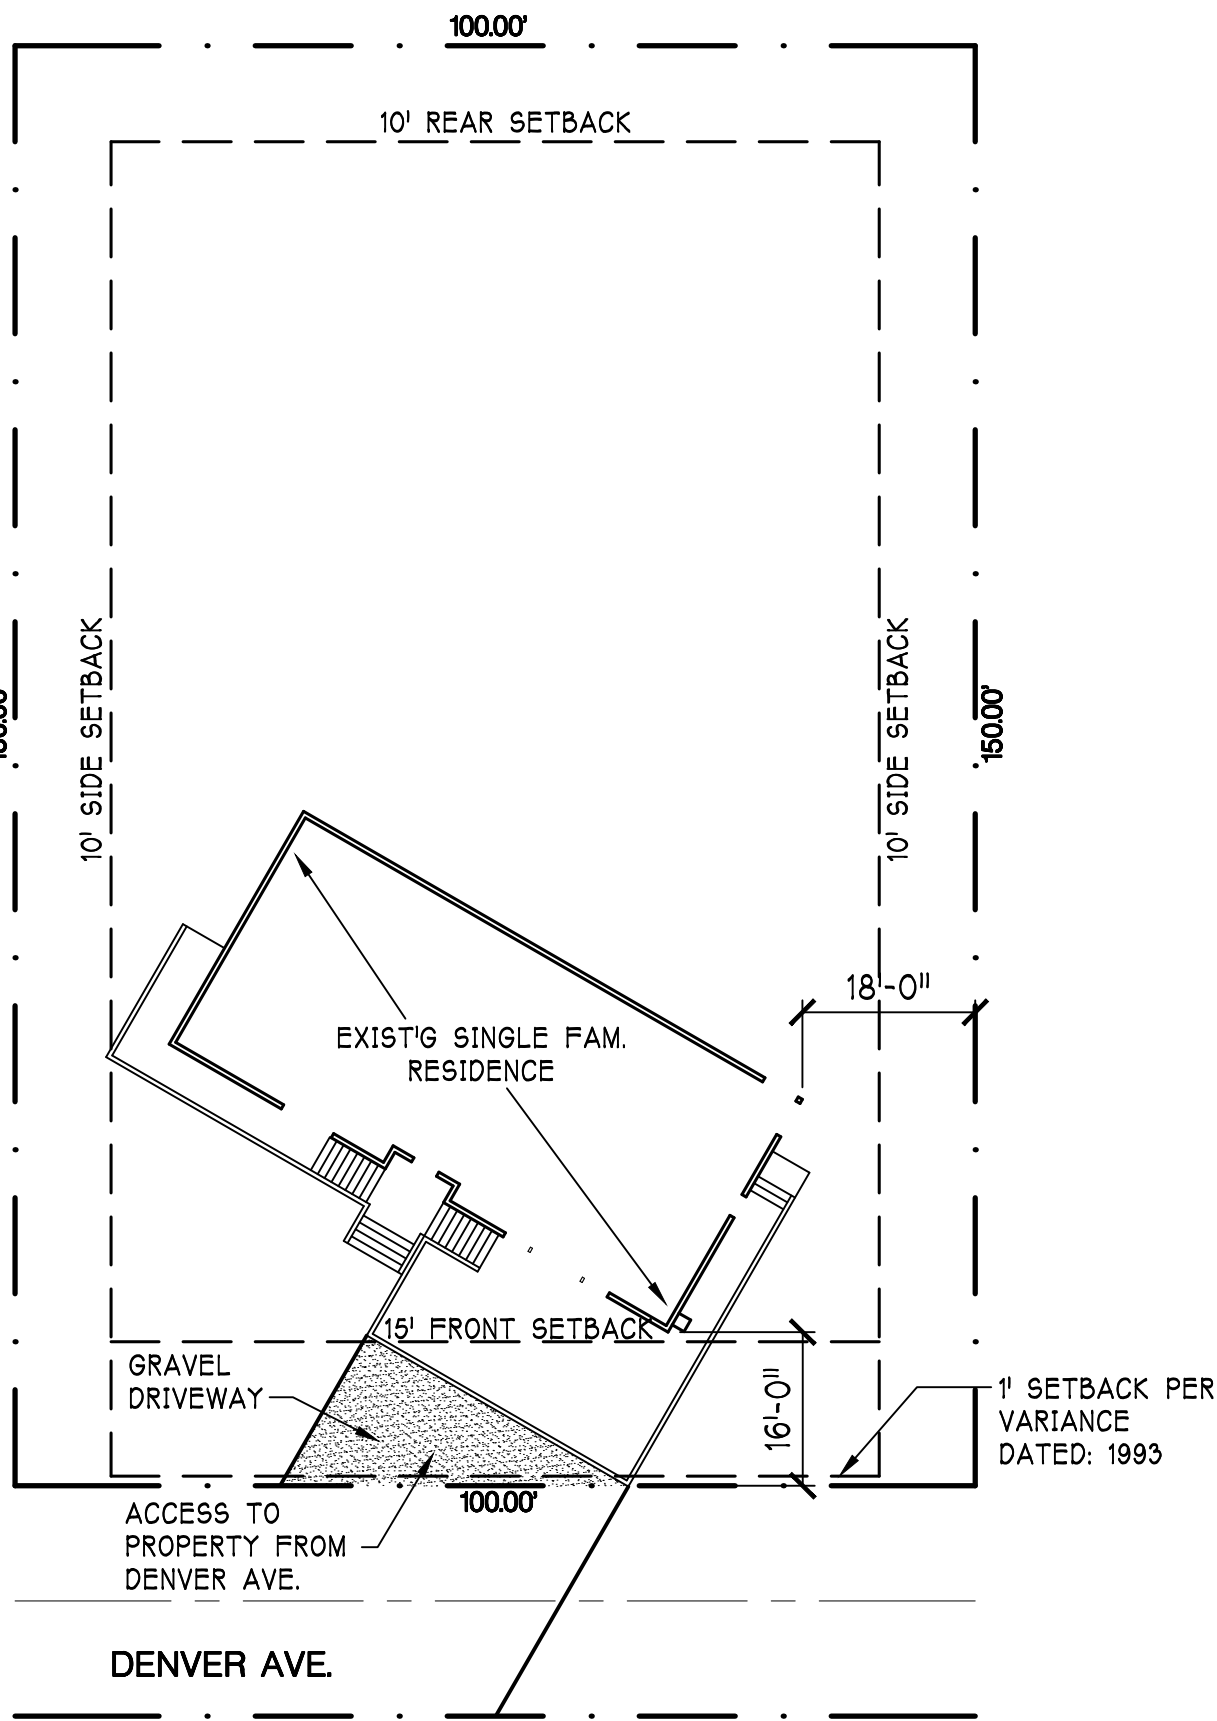 100.00'
10' REAR SETBACK
10' SIDE SETBACK
10' SIDE SETBACK
150.00'
18'-0"
EXIST'G SINGLE FAM.
RESIDENCE
15' FRONT SETBACK
GRAVEL
DRIVEWAY
16'-0"
1' SETBACK PER
VARIANCE
DATED: 1993
100.00'
ACCESS TO
PROPERTY FROM
DENVER AVE.
DENVER AVE.